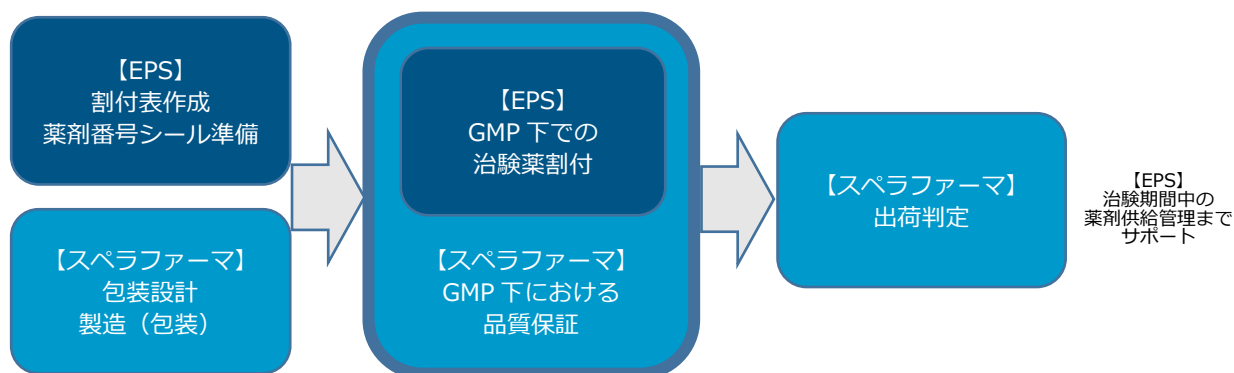 【EPS】
割付表作成
薬剤番号シール準備
【スペラファーマ】
包装設計
製造（包装）
【EPS】
GMP 下での
治験薬割付
【スペラファーマ】
GMP 下における
品質保証
【スペラファーマ】
出荷判定
【EPS】
治験期間中の
薬剤供給管理まで
サポート